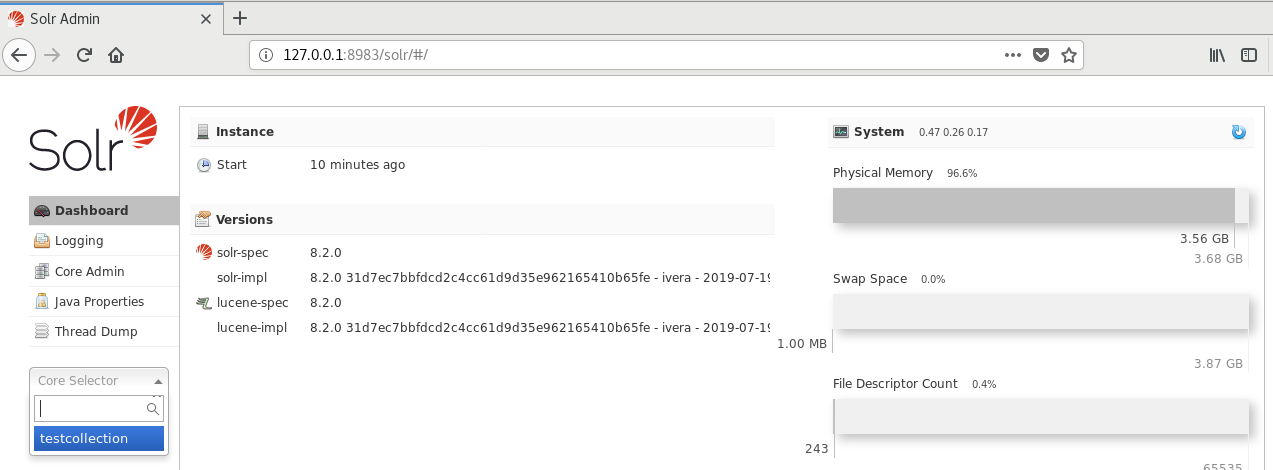 Solr Admin
127.0.0.1:8983/solr/#/
Solr
Dashboard
Logging
Core Admin
Java Properties
Thread Dump
Core Selector
testcollection
Instance
Start 10 minutes ago
Versions
solr-spec 8.2.0
solr-impl 8.2.0 31d7ec7bbfdcd2c4cc61d9d35e962165410b65fe - ivera - 2019-07-19
lucene-spec 8.2.0
lucene-impl 8.2.0 31d7ec7bbfdcd2c4cc61d9d35e962165410b65fe - ivera - 2019-07-19
System 0.47 0.26 0.17
Physical Memory 96.6%
3.56 GB
3.68 GB
Swap Space 0.0%
1.00 MB
3.87 GB
File Descriptor Count 0.4%
243
65535